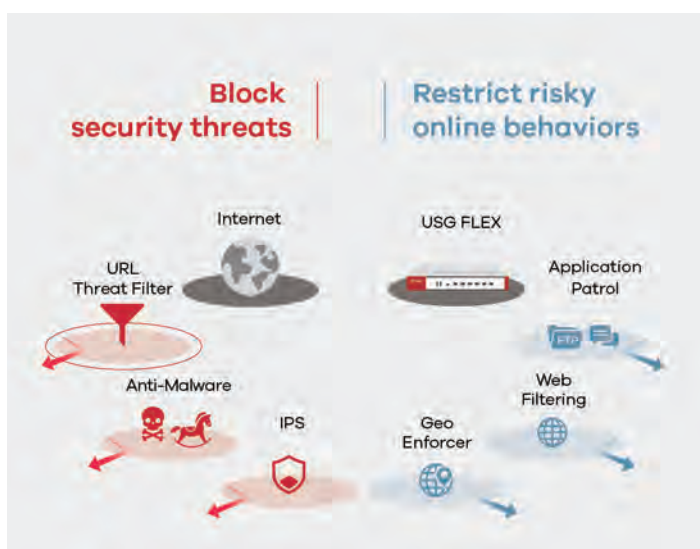 Block
security threats
Restrict risky
online behaviors
Internet
USG FLEX
URL
Threat Filter
Application
Patrol
Anti-Malware
Web
Filtering
IPS
Geo
Enforcer